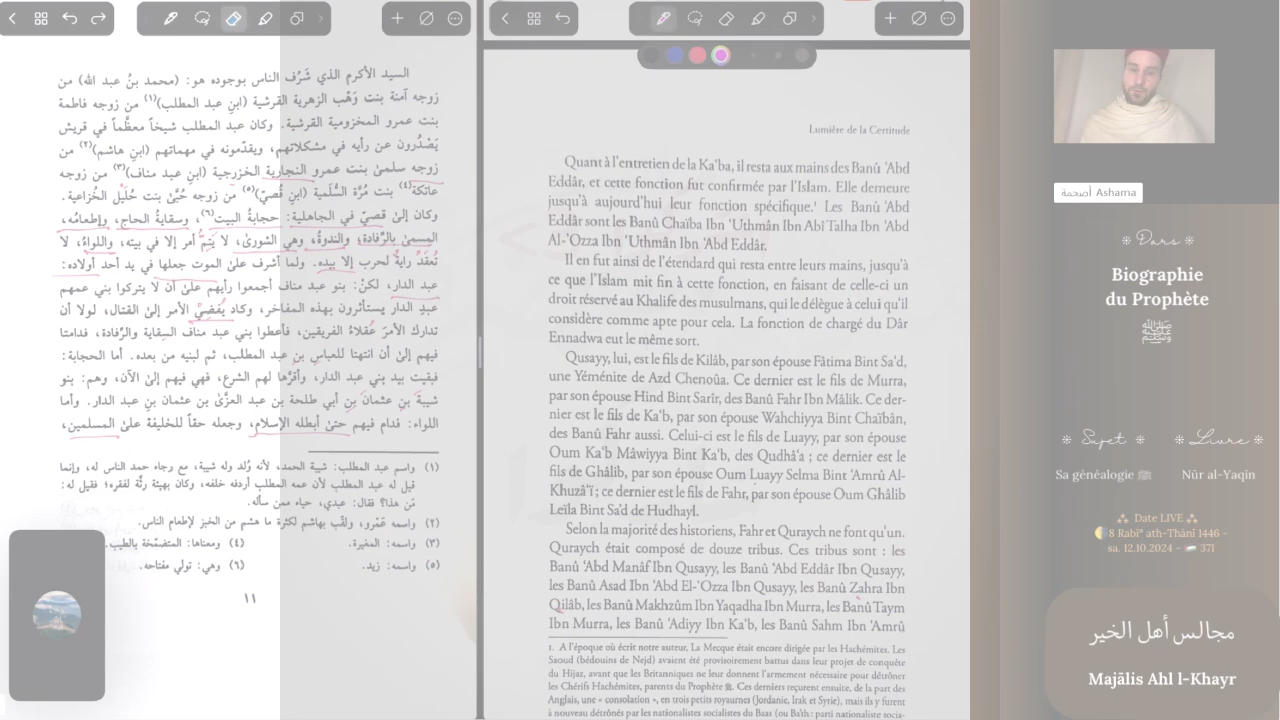 السيد الأكرم الذي شَرُف الناس بوجوده هو: (محمد بنُ عبد الله) من
زوجه آمنة بنت وَهْب الزهرية القرشية (ابنِ عبد المطلب)(١) من زوجه فاطمة
بنت عمرو المخزومية القرشية. وكان عبد المطلب شيخاً معظَّماً في قريش
يَصْدُرون عن رأيه في مشكلاتهم، ويقدّمونه في مهماتهم (ابنِ هاشم)(٢) من
زوجه سلمىٰ بنت عمرو النجارية الخزرجية (ابن عبد مناف)(٣) من زوجه
عاتكة(٤) بنت مُرَّة السُّلَمية (ابنِ قُصيّ)(٥) من زوجه حُبَّىٰ بنت حُلَيْل الخُزاعية.
وكان إلىٰ قصيّ في الجاهلية: حجابةُ البيت(٦)، وسقايةُ الحاج، وإطعامُه،
المسمىٰ بالرِّفادة؛ والندوةُ، وهي الشورىٰ، لا يَتِمُّ أمر إلا في بيته، واللواءُ، لا
تُعقَدُ رايةٌ لحرب إلا بيده. ولما أشرف علىٰ الموت جعلها في يد أحد أولاده:
عبد الدار، لكنْ: بنو عبد مناف أجمعوا رأيهم علىٰ أن لا يتركوا بني عمهم
عبدِ الدار يستأثرون بهذه المفاخر، وكاد يُفضِيْ الأمر إلىٰ القتال، لولا أن
تدارك الأمرَ عقلاءُ الفريقين، فأعطوا بني عبد مناف السقاية والرِّفادة، فدامتا
فيهم إلىٰ أن انتهتا للعباسِ بنِ عبد المطلب، ثم لبنيه من بعده. أما الحجابة:
فبقيت بيد بني عبد الدار، وأقرَّها لهم الشرع، فهي فيهم إلىٰ الآن، وهم: بنو
شيبةَ بنِ عثمانَ بنِ أبي طلحة بن عبد العزَّىٰ بن عثمان بن عبد الدار. وأما
اللواء: فدام فيهم حتىٰ أبطله الإسلام، وجعله حقاً للخليفة علىٰ المسلمين،
(١) واسم عبد المطلب: شيبة الحمد، لأنه وُلد وله شيبة، مع رجاء حمد الناس له، وإنما
قيل له عبد المطلب لأن عمه المطلب أردفه خلفه، وكان بهيئة رثَّة لفقره؛ فقيل له:
مَن هذا؟ فقال: عبدي، حياء ممن سأله.
(٢) واسمه عَمْرو، ولقّب بهاشم لكثرة ما هشم من الخبز لإطعام الناس.
(٣) واسمه: المغيرة. (٤) ومعناها: المتضمّخة بالطيب.
(٥) واسمه: زيد. (٦) وهي: تولي مفتاحه.
١١
Lumière de la Certitude
Quant à l'entretien de la Ka'ba, il resta aux mains des Banû 'Abd
Eddâr, et cette fonction fut confirmée par l'Islam. Elle demeure
jusqu'à aujourd'hui leur fonction spécifique.¹ Les Banû 'Abd
Eddâr sont les Banû Chaïba Ibn 'Uthmân Ibn Abî Talha Ibn 'Abd
Al-'Ozza Ibn 'Uthmân Ibn 'Abd Eddâr.
Il en fut ainsi de l'étendard qui resta entre leurs mains, jusqu'à
ce que l'Islam mit fin à cette fonction, en faisant de celle-ci un
droit réservé au Khalife des musulmans, qui le délègue à celui qu'il
considère comme apte pour cela. La fonction de chargé du Dâr
Ennadwa eut le même sort.
Qusayy, lui, est le fils de Kilâb, par son épouse Fâtima Bint Sa'd,
une Yéménite de Azd Chenoûa. Ce dernier est le fils de Murra,
par son épouse Hind Bint Sarîr, des Banû Fahr Ibn Mâlik. Ce der-
nier est le fils de Ka'b, par son épouse Wahchiyya Bint Chaïbân,
des Banû Fahr aussi. Celui-ci est le fils de Luayy, par son épouse
Oum Ka'b Mâwiyya Bint Ka'b, des Qudhâ'a ; ce dernier est le
fils de Ghâlib, par son épouse Oum Luayy Selma Bint 'Amrû Al-
Khuzâ'î ; ce dernier est le fils de Fahr, par son épouse Oum Ghâlib
Leïla Bint Sa'd de Hudhayl.
Selon la majorité des historiens, Fahr et Quraych ne font qu'un.
Quraych était composé de douze tribus. Ces tribus sont : les
Banû 'Abd Manâf Ibn Qusayy, les Banû 'Abd Eddâr Ibn Qusayy,
les Banû Asad Ibn 'Abd El-'Ozza Ibn Qusayy, les Banû Zahra Ibn
Qilâb, les Banû Makhzûm Ibn Yaqadha Ibn Murra, les Banû Taym
Ibn Murra, les Banû 'Adiyy Ibn Ka'b, les Banû Sahm Ibn 'Amrû
1. A l'époque où écrit notre auteur, La Mecque était encore dirigée par les Hachémites. Les
Saoud (bédouins de Nejd) avaient été provisoirement battus dans leur projet de conquête
du Hijaz, avant que les Britanniques ne leur donnent l'armement nécessaire pour détrôner
les Chérifs Hachémites, parents du Prophète ﷺ. Ces derniers reçurent ensuite, de la part des
Anglais, une « consolation », en trois petits royaumes (Jordanie, Irak et Syrie), mais ils y furent
à nouveau détrônés par les nationalistes socialistes du Baas (ou Ba'th : parti nationaliste socia-
أصحمة Ashama
Dars
Biographie
du Prophète
ﷺ
Sujet
Sa généalogie ﷺ
Livre
Nūr al-Yaqīn
Date LIVE
8 Rabīʿ ath-Thānī 1446 -
sa. 12.10.2024 - 371
مجالس أهل الخير
Majālis Ahl l-Khayr